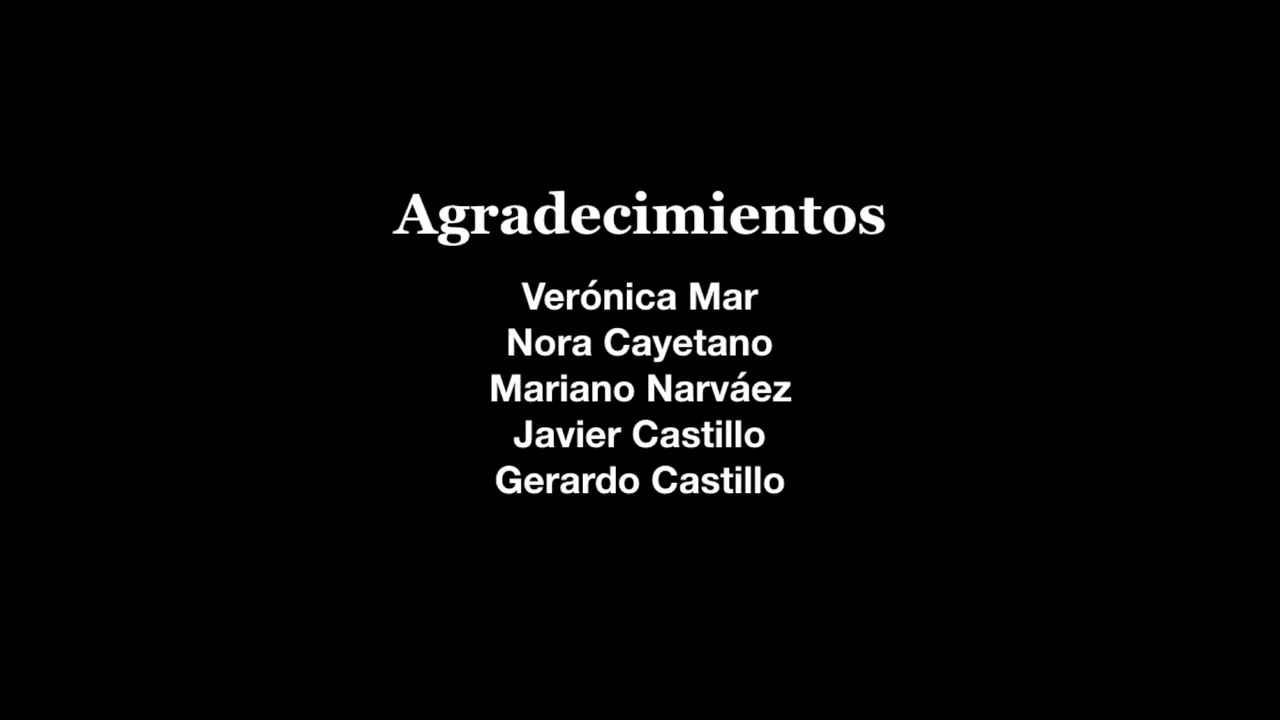 Agradecimientos
Verónica Mar
Nora Cayetano
Mariano Narváez
Javier Castillo
Gerardo Castillo